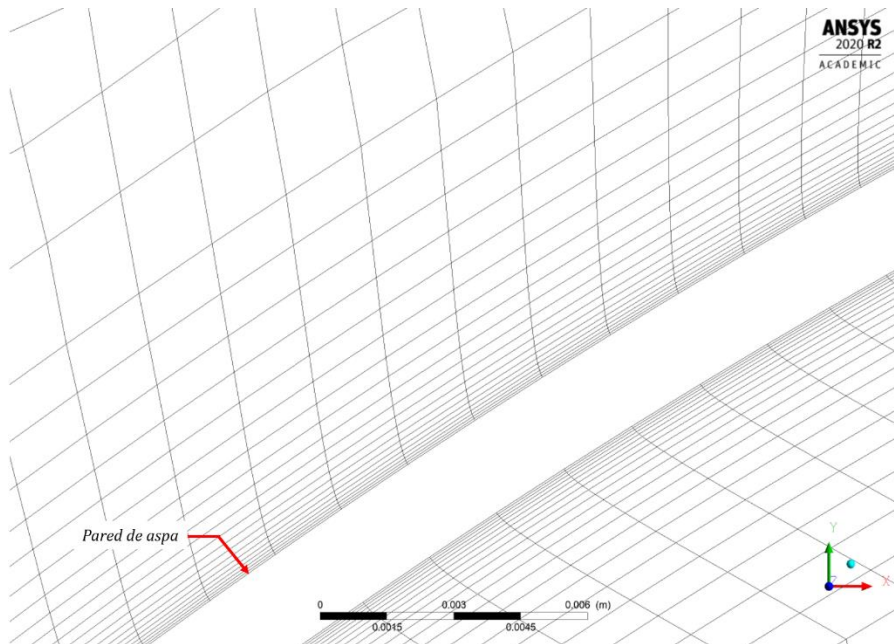 ANSYS
2020 R2
ACADEMIC
Pared de aspa
Y
Z
X
0 0.003 0.006 (m)
0.0015 0.0045